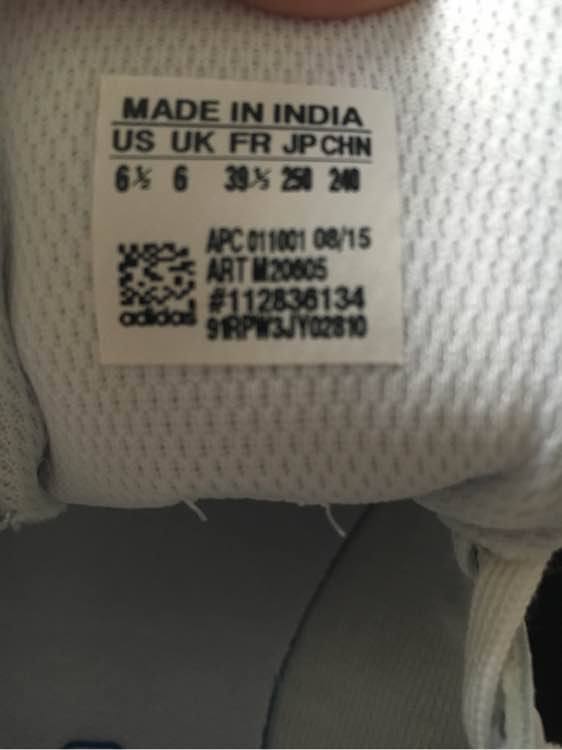 MADE IN INDIA
US UK FR JP CHN
6½ 6 39⅓ 250 240
APC 011001 08/15
ART M20605
#112836134
adidas
91RPW3JY02810